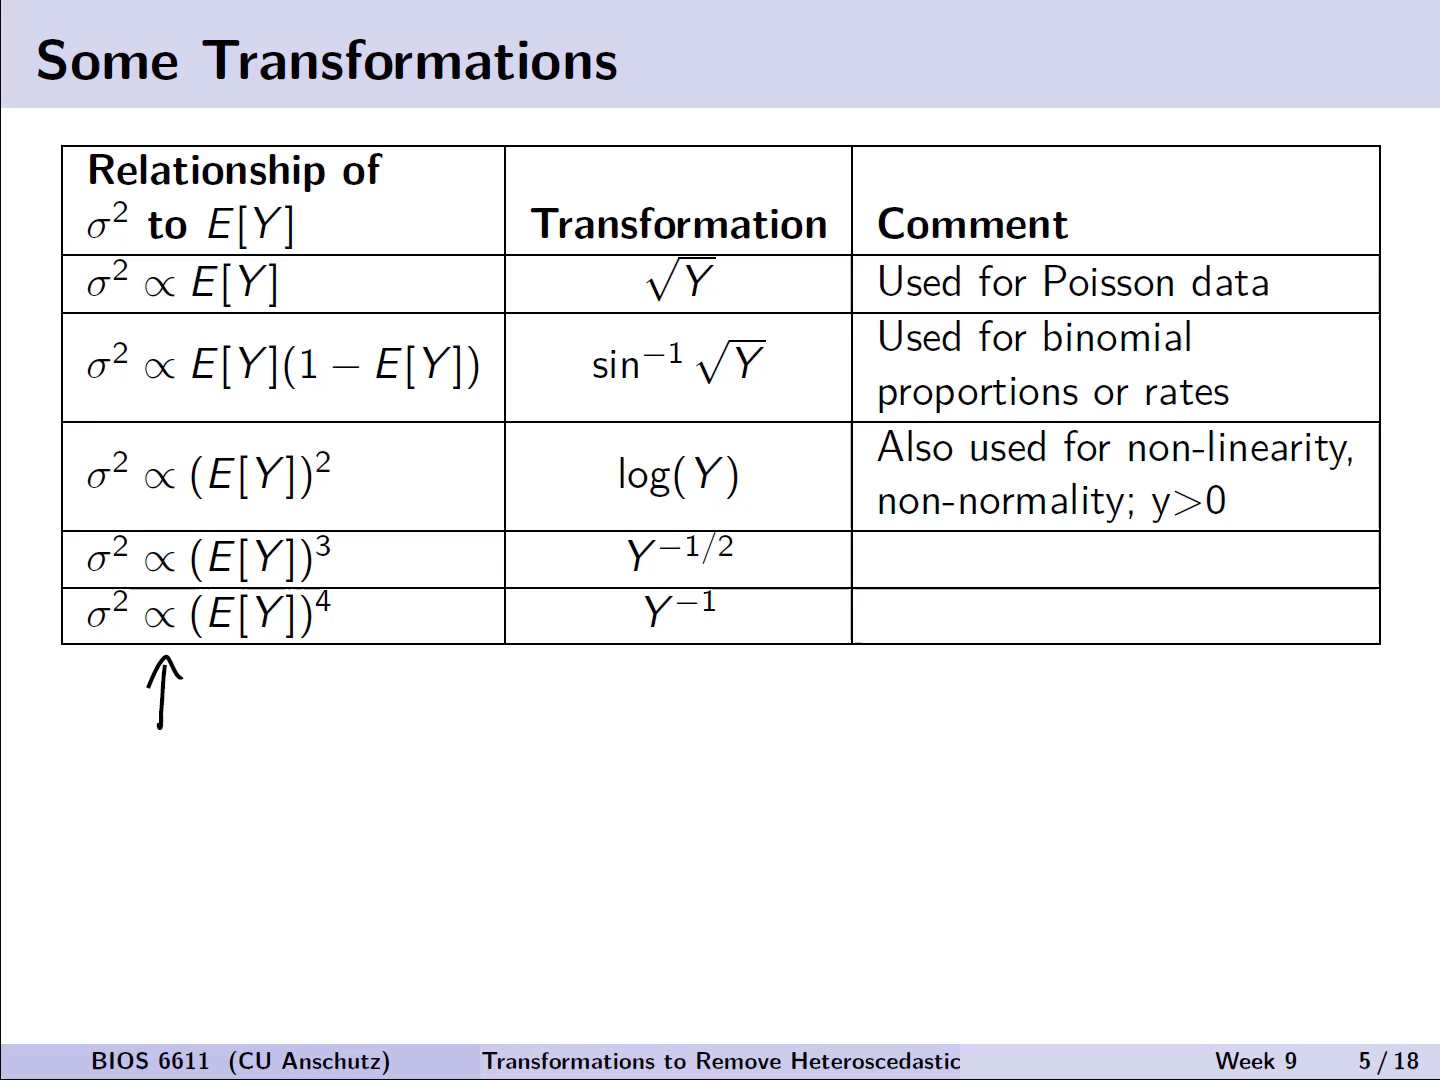 Some Transformations
Relationship of
σ² to E[Y]
Transformation
Comment
σ² ∝ E[Y]
√Y
Used for Poisson data
σ² ∝ E[Y](1 − E[Y])
sin⁻¹ √Y
Used for binomial
proportions or rates
σ² ∝ (E[Y])²
log(Y)
Also used for non-linearity,
non-normality; y>0
σ² ∝ (E[Y])³
Y⁻¹/²
σ² ∝ (E[Y])⁴
Y⁻¹
BIOS 6611 (CU Anschutz)
Transformations to Remove Heteroscedastic
Week 9
5 / 18